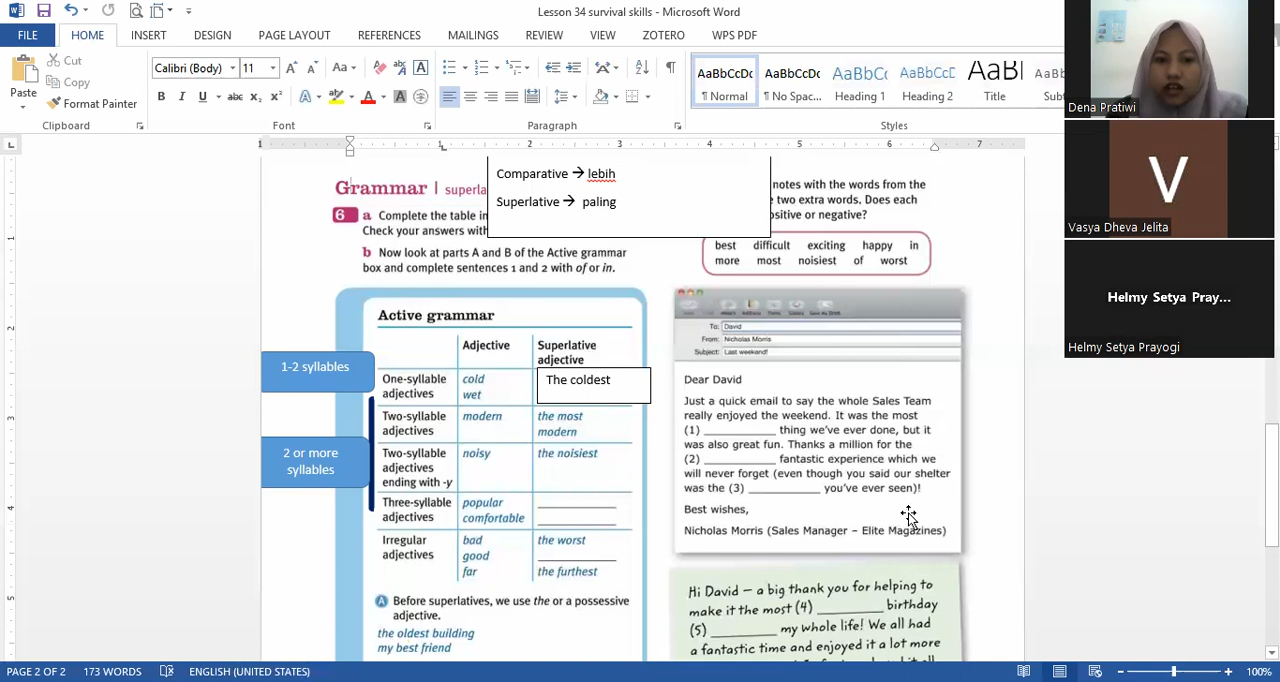 Lesson 34 survival skills - Microsoft Word
FILE HOME INSERT DESIGN PAGE LAYOUT REFERENCES MAILINGS REVIEW VIEW ZOTERO WPS PDF
Paste
Cut
Copy
Format Painter
Calibri (Body) 11
AaBbCcDc AaBbCcDc AaBbCc AaBbCcD AaBl AaBb
¶ Normal ¶ No Spac... Heading 1 Heading 2 Title
Clipboard Font Paragraph Styles
Dena Pratiwi
V
Vasya Dheva Jelita
Helmy Setya Pray...
Helmy Setya Prayogi
Comparative → lebih
Superlative → paling
Grammar | superla
6 a Complete the table in
Check your answers with
b Now look at parts A and B of the Active grammar
box and complete sentences 1 and 2 with of or in.
notes with the words from the
two extra words. Does each
positive or negative?
best difficult exciting happy in
more most noisiest of worst
Active grammar
Adjective Superlative adjective
1-2 syllables
One-syllable adjectives cold wet The coldest
Two-syllable adjectives modern the most modern
2 or more syllables
Two-syllable adjectives ending with -y noisy the noisiest
Three-syllable adjectives popular comfortable
Irregular adjectives bad good far the worst the furthest
A Before superlatives, we use the or a possessive
adjective.
the oldest building
my best friend
To: David
From: Nicholas Morris
Subject: Last weekend!
Dear David
Just a quick email to say the whole Sales Team
really enjoyed the weekend. It was the most
(1) ____________ thing we've ever done, but it
was also great fun. Thanks a million for the
(2) ____________ fantastic experience which we
will never forget (even though you said our shelter
was the (3) ____________ you've ever seen)!
Best wishes,
Nicholas Morris (Sales Manager – Elite Magazines)
Hi David – a big thank you for helping to
make it the most (4) __________ birthday
(5) __________ my whole life! We all had
a fantastic time and enjoyed it a lot more
PAGE 2 OF 2 173 WORDS ENGLISH (UNITED STATES) 100%